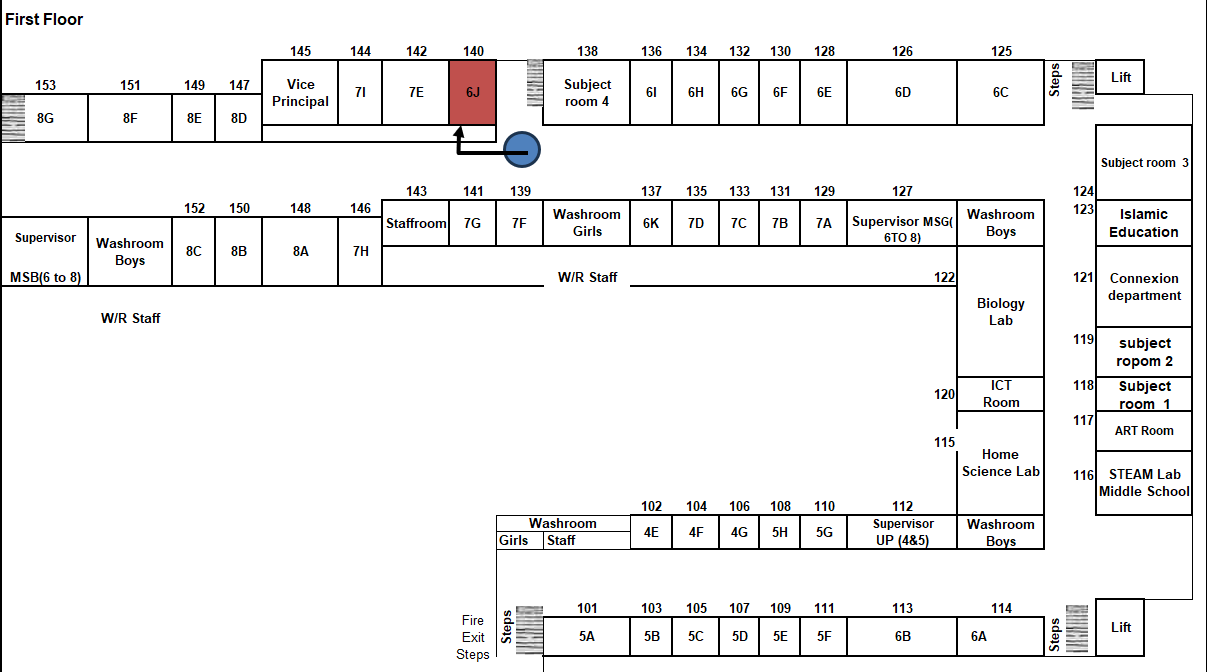 First Floor
145 144 142 140 138 136 134 132 130 128 126 125
153 151 149 147
Vice
Principal
7I 7E 6J
Subject
room 4
6I 6H 6G 6F 6E 6D 6C
Steps
Lift
8G 8F 8E 8D
Subject room 3
143 141 139 137 135 133 131 129 127
124
152 150 148 146
123
Staffroom 7G 7F
Washroom
Girls
6K 7D 7C 7B 7A
Supervisor MSG(
6TO 8)
Washroom
Boys
Islamic
Education
Supervisor
MSB(6 to 8)
Washroom
Boys
8C 8B 8A 7H
W/R Staff
122
Biology
Lab
121
Connexion
department
W/R Staff
119
subject
ropom 2
120
ICT
Room
118
Subject
room 1
117
ART Room
115
Home
Science Lab
116
STEAM Lab
Middle School
102 104 106 108 110 112
Washroom
Girls Staff
4E 4F 4G 5H 5G
Supervisor
UP (4&5)
Washroom
Boys
101 103 105 107 109 111 113 114
Fire
Exit
Steps
Steps
5A 5B 5C 5D 5E 5F 6B 6A
Steps
Lift